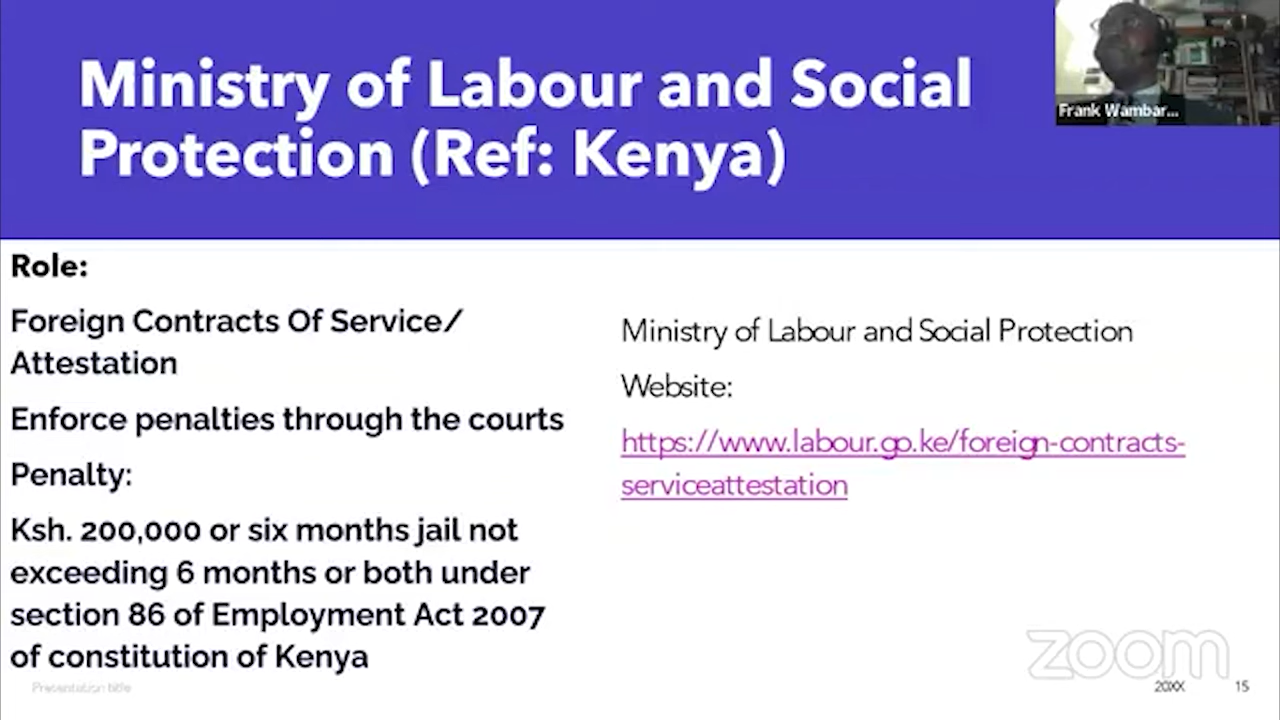 Ministry of Labour and Social
Protection (Ref: Kenya)
Frank Wambar...
Role:
Foreign Contracts Of Service/
Attestation
Enforce penalties through the courts
Penalty:
Ksh. 200,000 or six months jail not
exceeding 6 months or both under
section 86 of Employment Act 2007
of constitution of Kenya
Ministry of Labour and Social Protection
Website:
https://www.labour.go.ke/foreign-contracts-
serviceattestation
zoom
Presentation title
20XX
15